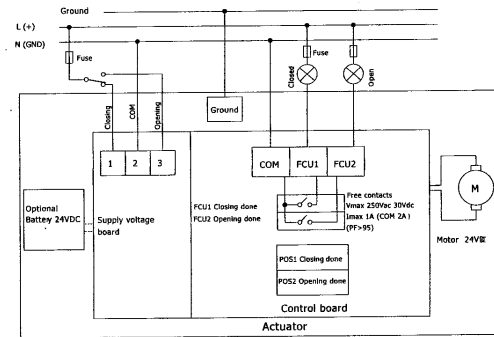 Ground
L (+)
N (GND)
Fuse
Fuse
Closed
Open
Closing
COM
Opening
Ground
1 2 3
COM FCU1 FCU2
Optional
Battey 24VDC
Supply voltage
board
FCU1 Closing done
FCU2 Opening done
Free contacts
Vmax 250Vac 30Vdc
Imax 1A (COM 2A)
(PF>95)
M
Motor 24V
POS1 Closing done
POS2 Opening done
Control board
Actuator